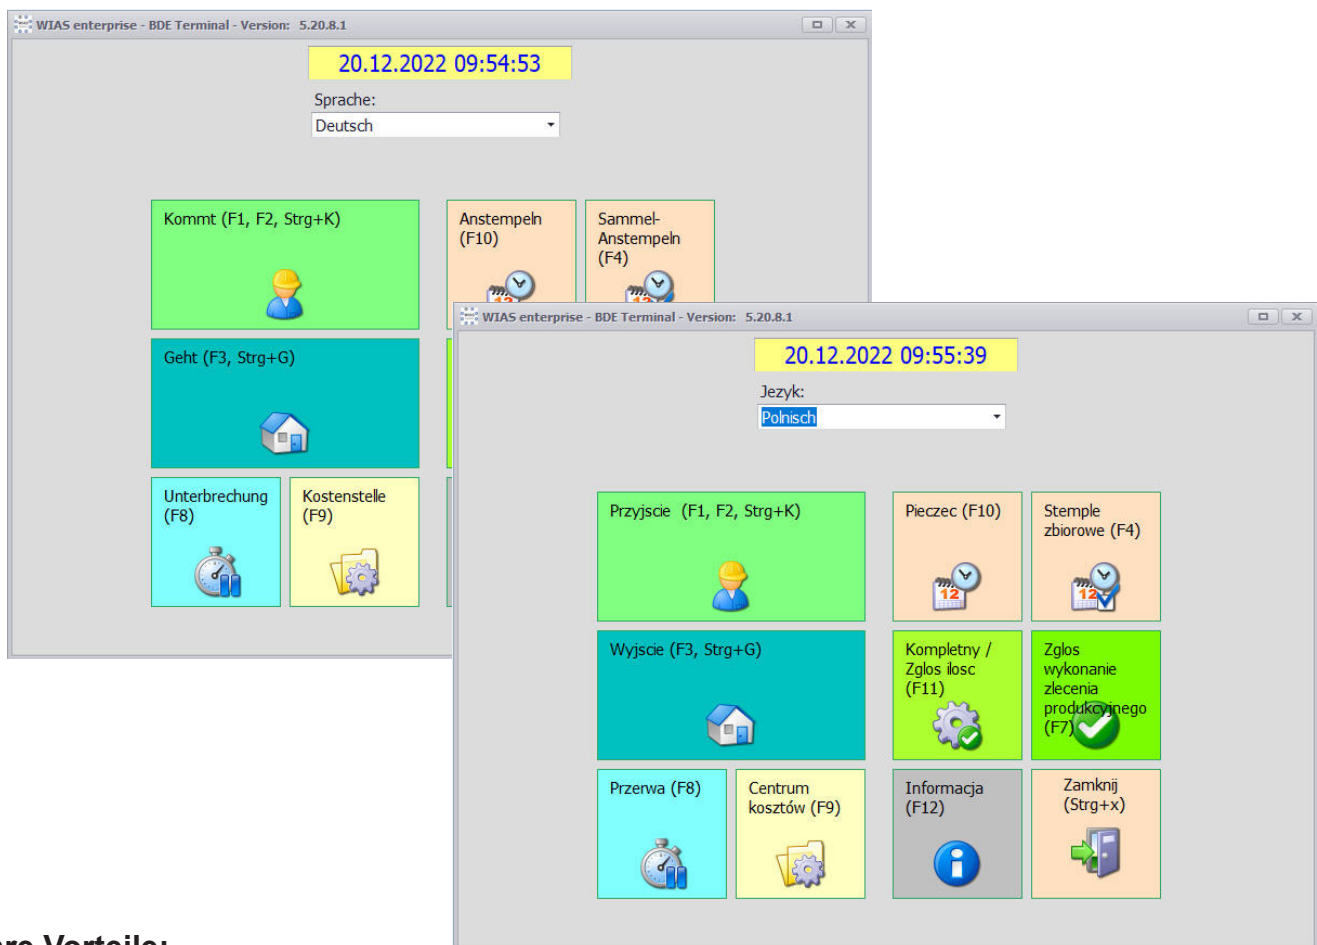 WIAS enterprise - BDE Terminal - Version: 5.20.8.1
20.12.2022 09:54:53
Sprache:
Deutsch
Kommt (F1, F2, Strg+K)
Anstempeln
(F10)
Sammel-
Anstempeln
(F4)
12
Geht (F3, Strg+G)
Unterbrechung
(F8)
Kostenstelle
(F9)
WIAS enterprise - BDE Terminal - Version: 5.20.8.1
20.12.2022 09:55:39
Jezyk:
Polnisch
Przyjscie (F1, F2, Strg+K)
Pieczec (F10)
12
Stemple
zbiorowe (F4)
12
Wyjscie (F3, Strg+G)
Kompletny /
Zglos ilosc
(F11)
Zglos
wykonanie
zlecenia
produkcyjnego
(F7)
Przerwa (F8)
Centrum
kosztów (F9)
Informacja
(F12)
Zamknij
(Strg+x)
Vorteile: